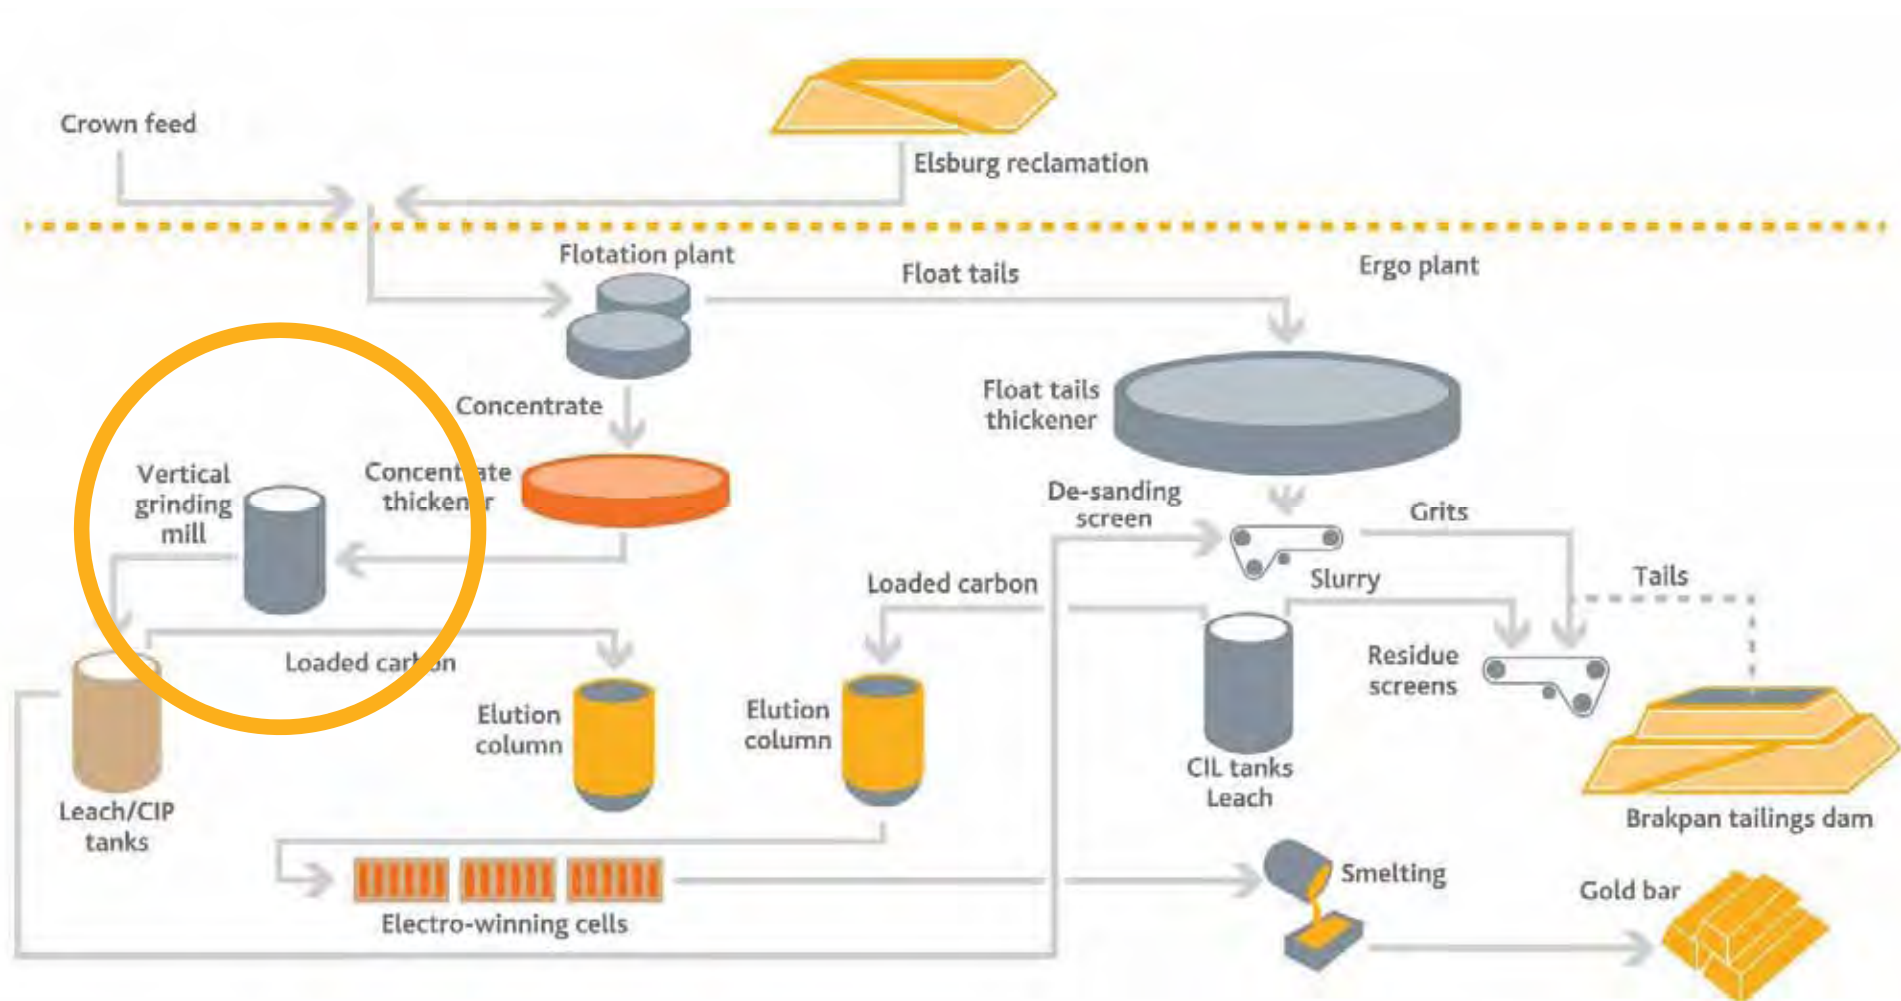 Crown feed
Elsburg reclamation
Flotation plant
Float tails
Ergo plant
Concentrate
Float tails
thickener
Vertical
grinding
mill
Concentrate
thickener
De-sanding
screen
Grits
Loaded carbon
Slurry
Tails
Loaded carbon
Residue
screens
Elution
column
Elution
column
CIL tanks
Leach
Leach/CIP
tanks
Brakpan tailings dam
Smelting
Gold bar
Electro-winning cells